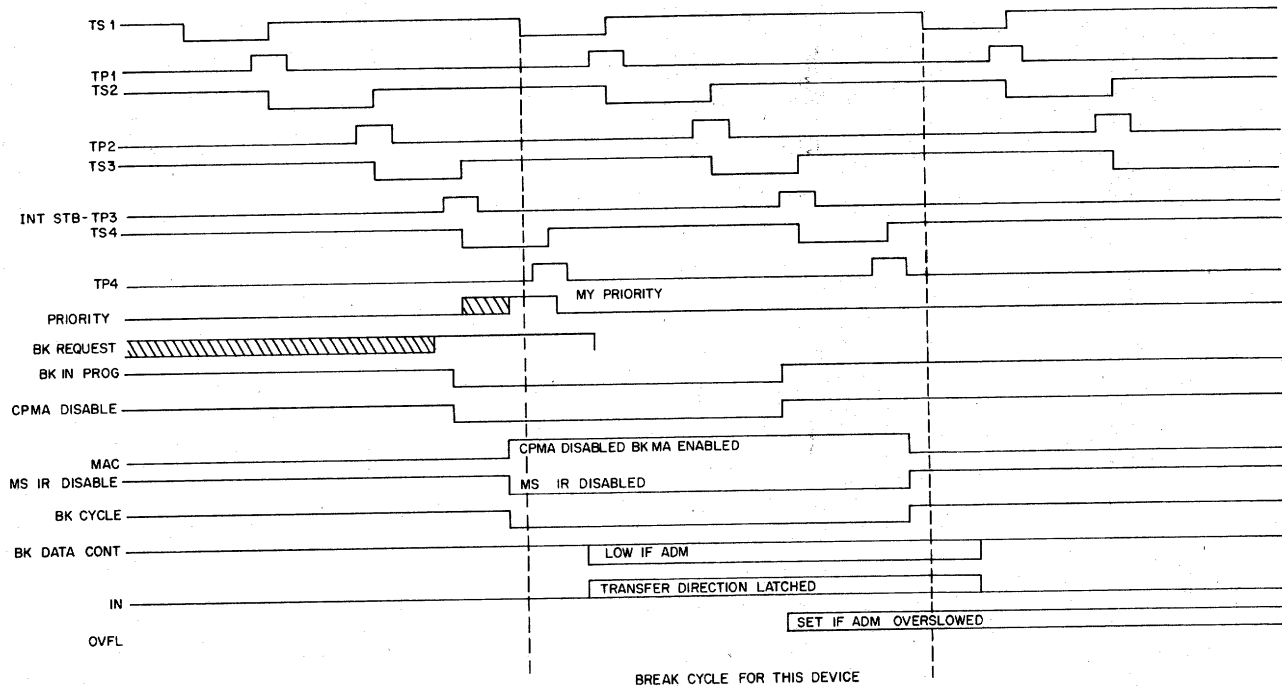 TS 1
TP1
TS2
TP2
TS3
INT STB-TP3
TS4
TP4
MY PRIORITY
PRIORITY
BK REQUEST
BK IN PROG
CPMA DISABLE
CPMA DISABLED BK MA ENABLED
MAC
MS IR DISABLE
MS IR DISABLED
BK CYCLE
BK DATA CONT
LOW IF ADM
TRANSFER DIRECTION LATCHED
IN
SET IF ADM OVERSLOWED
OVFL
BREAK CYCLE FOR THIS DEVICE